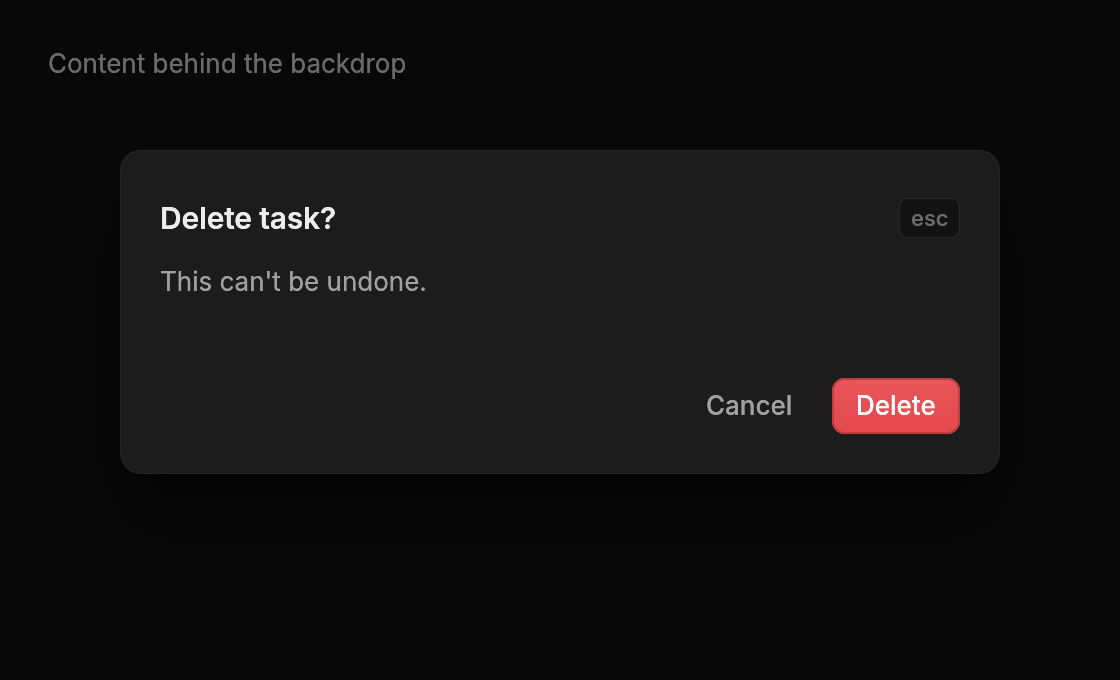 Content behind the backdrop
Delete task?
esc
This can't be undone.
Cancel
Delete